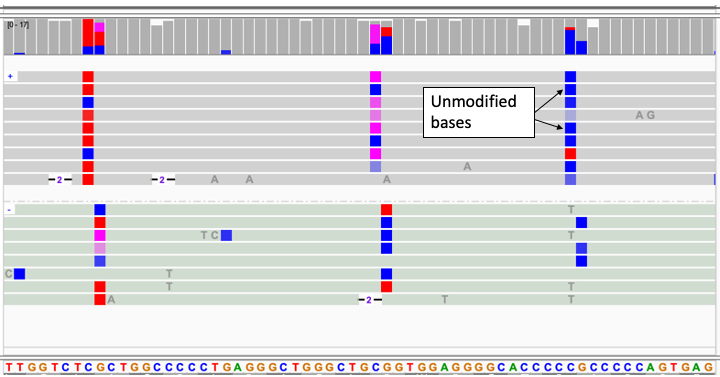 [0 - 17]
+
Unmodified
bases
A G
A
2 2 A A A
- T
T C T
C T
T T
A 2 T T
TTGGTCTCGCTGGCCCCCTGAGGGCTGGGCTGCGGTGGAGGGGCACCCCCGCCCCCAGTGAG